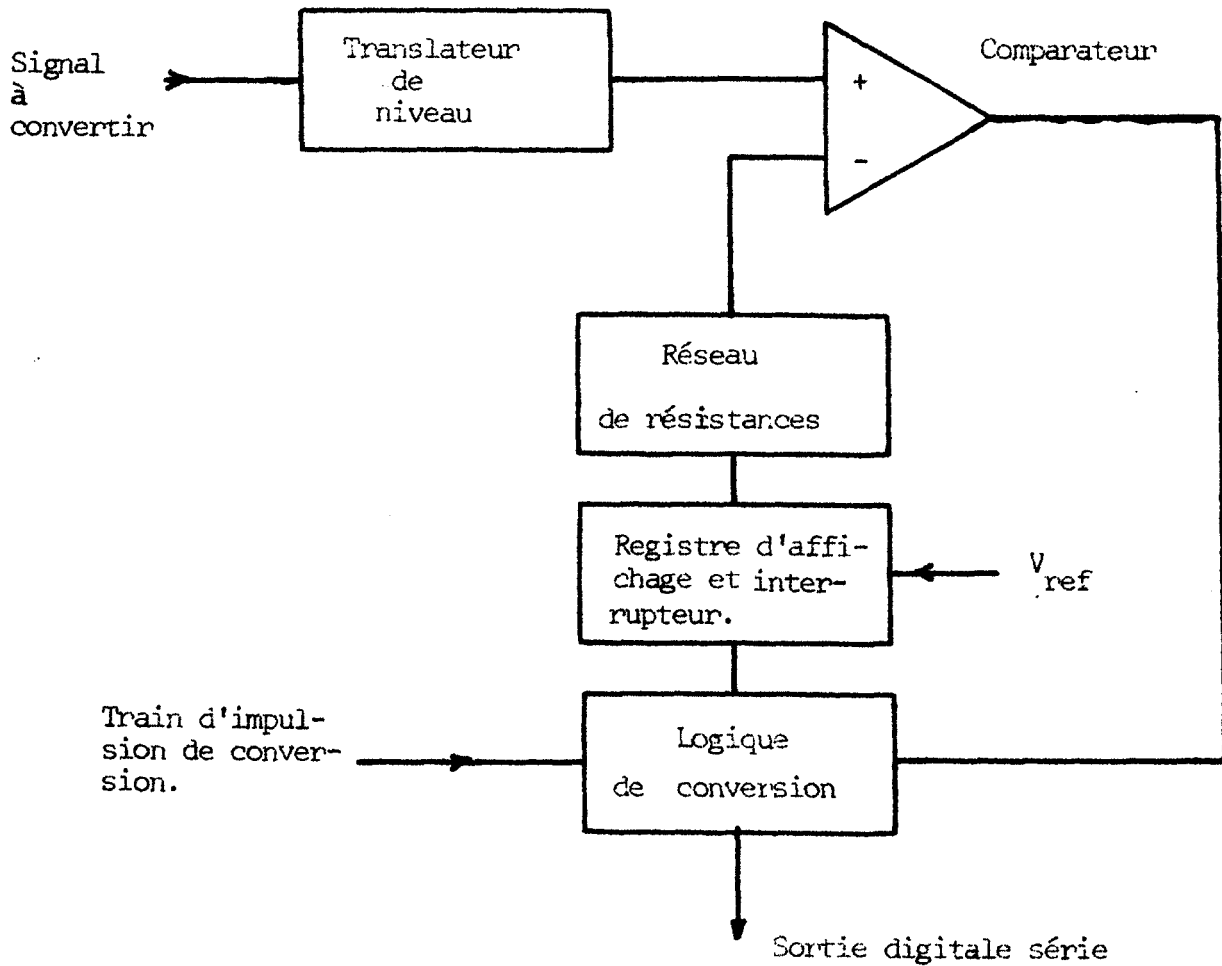 Signal
à
convertir
Translateur
de
niveau
Comparateur
+
-
Réseau
de résistances
Registre d'affi-
chage et inter-
rupteur.
V
ref
Train d'impul-
sion de conver-
sion.
Logique
de conversion
Sortie digitale série